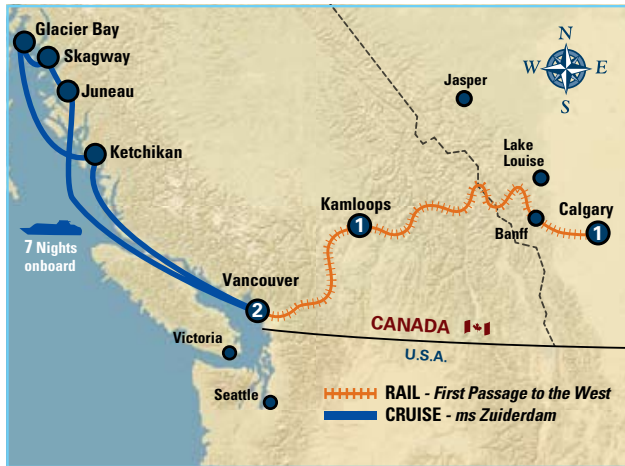 Glacier Bay
Skagway
Juneau
Ketchikan
7 Nights
onboard
Jasper
N
W E
S
Lake
Louise
Kamloops
1
Calgary
1
Banff
Vancouver
2
CANADA
U.S.A.
Victoria
Seattle
RAIL - First Passage to the West
CRUISE - ms Zuiderdam